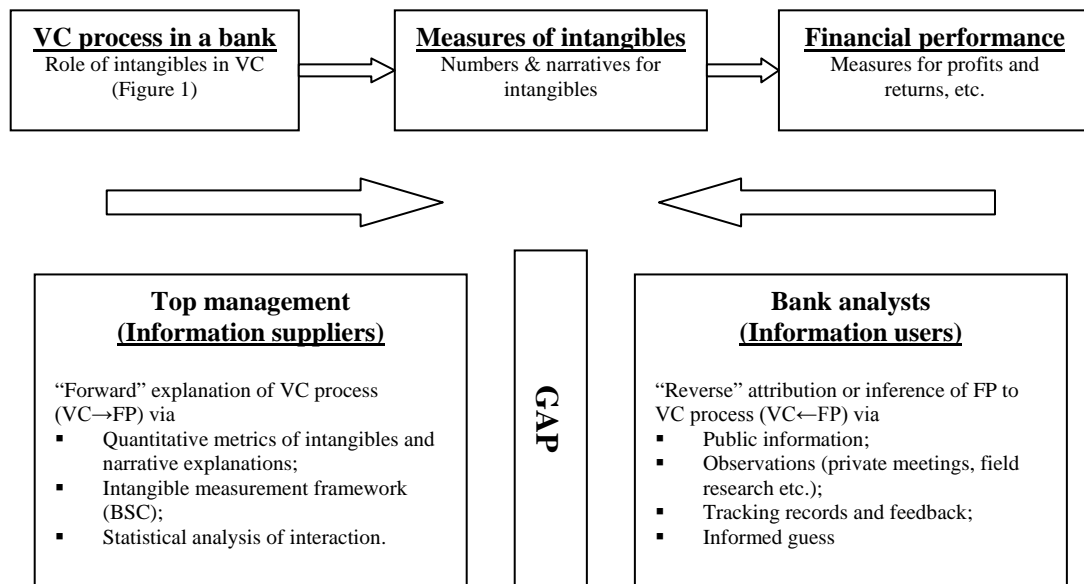 VC process in a bank
Role of intangibles in VC
(Figure 1)
Measures of intangibles
Numbers & narratives for
intangibles
Financial performance
Measures for profits and
returns, etc.
Top management
(Information suppliers)
“Forward” explanation of VC process
(VC→FP) via
▪ Quantitative metrics of intangibles and
narrative explanations;
▪ Intangible measurement framework
(BSC);
▪ Statistical analysis of interaction.
GAP
Bank analysts
(Information users)
“Reverse” attribution or inference of FP to
VC process (VC←FP) via
▪ Public information;
▪ Observations (private meetings, field
research etc.);
▪ Tracking records and feedback;
▪ Informed guess